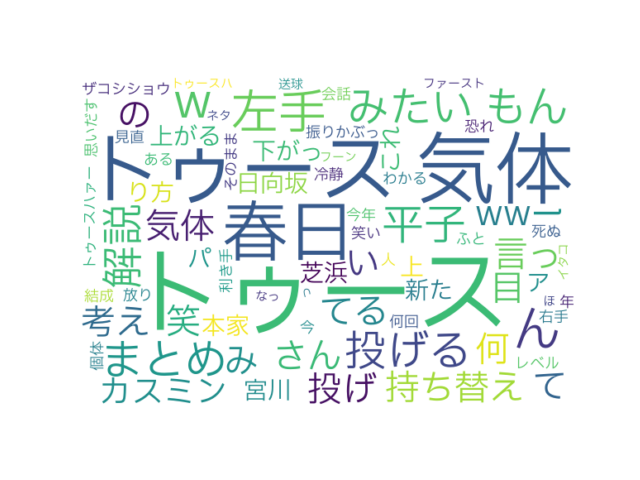 ザコシショウ
トゥースハ
送球
ファースト
思いだす
の
w
ネタ
左手
会話
みたい
もん
見直
上がる
そのまま
振りかぶっ
これ
恐れ
トゥース
気体
ある
下がっ
フーン
トゥースハァー
り方
日向坂
冷静
わかる
解説
気体
春日
今年
平子
ww
ー
パ
笑い
ふと
言っ
死ぬ
利き手
芝浜
い
人
上
目
ア
コタイ
トゥース
結成
放り
なっ
っ
新た
ほ
年
考え
笑
本家
てる
今
何回
右手
ん
個体
まとめ
み
さん
投げる
何
レベル
カスミン
宮川
投げ
持ち替え
て